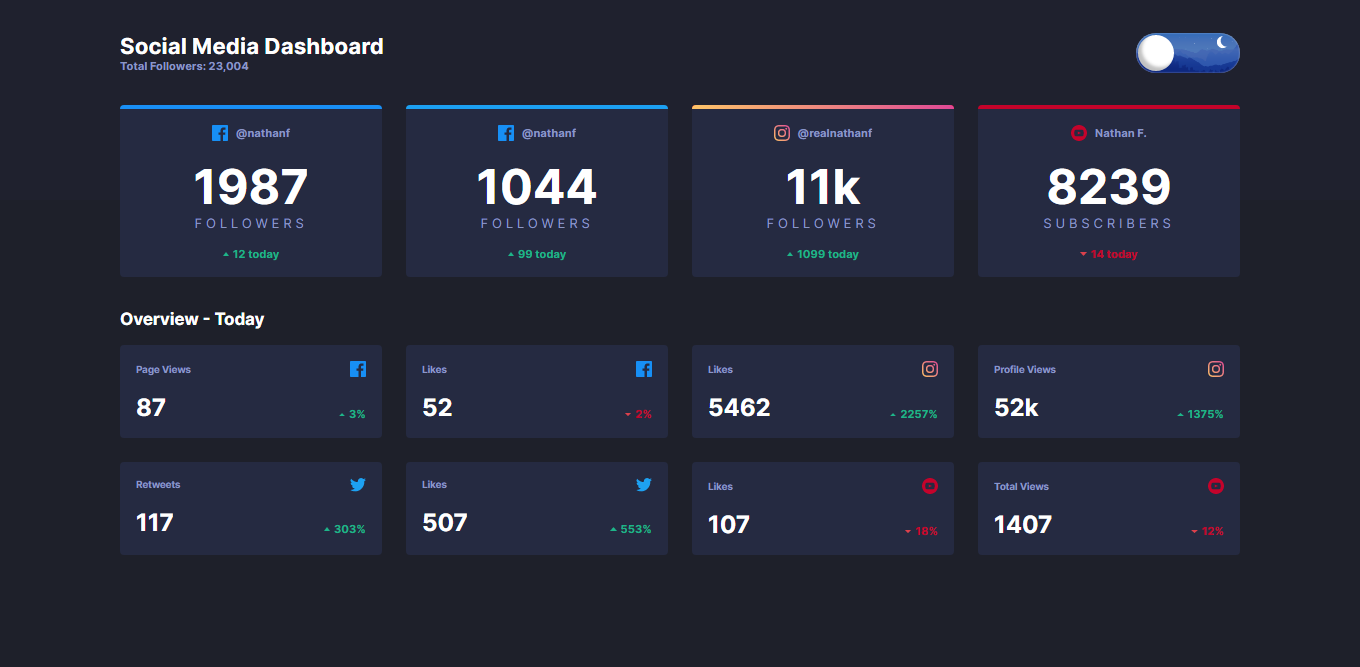 Social Media Dashboard
Total Followers: 23,004
@nathanf
1987
FOLLOWERS
12 today
@nathanf
1044
FOLLOWERS
99 today
@realnathanf
11k
FOLLOWERS
1099 today
Nathan F.
8239
SUBSCRIBERS
14 today
Overview - Today
Page Views
87
3%
Likes
52
2%
Likes
5462
2257%
Profile Views
52k
1375%
Retweets
117
303%
Likes
507
553%
Likes
107
18%
Total Views
1407
12%